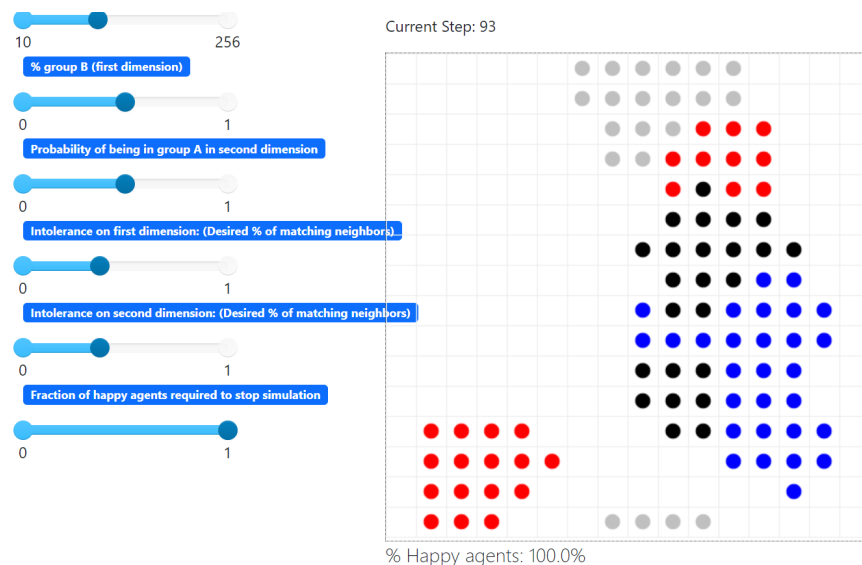 Current Step: 93
10 256
% group B (first dimension)
0 1
Probability of being in group A in second dimension
0 1
Intolerance on first dimension: (Desired % of matching neighbors)
0 1
Intolerance on second dimension: (Desired % of matching neighbors)
0 1
Fraction of happy agents required to stop simulation
0 1
% Happy agents: 100.0%